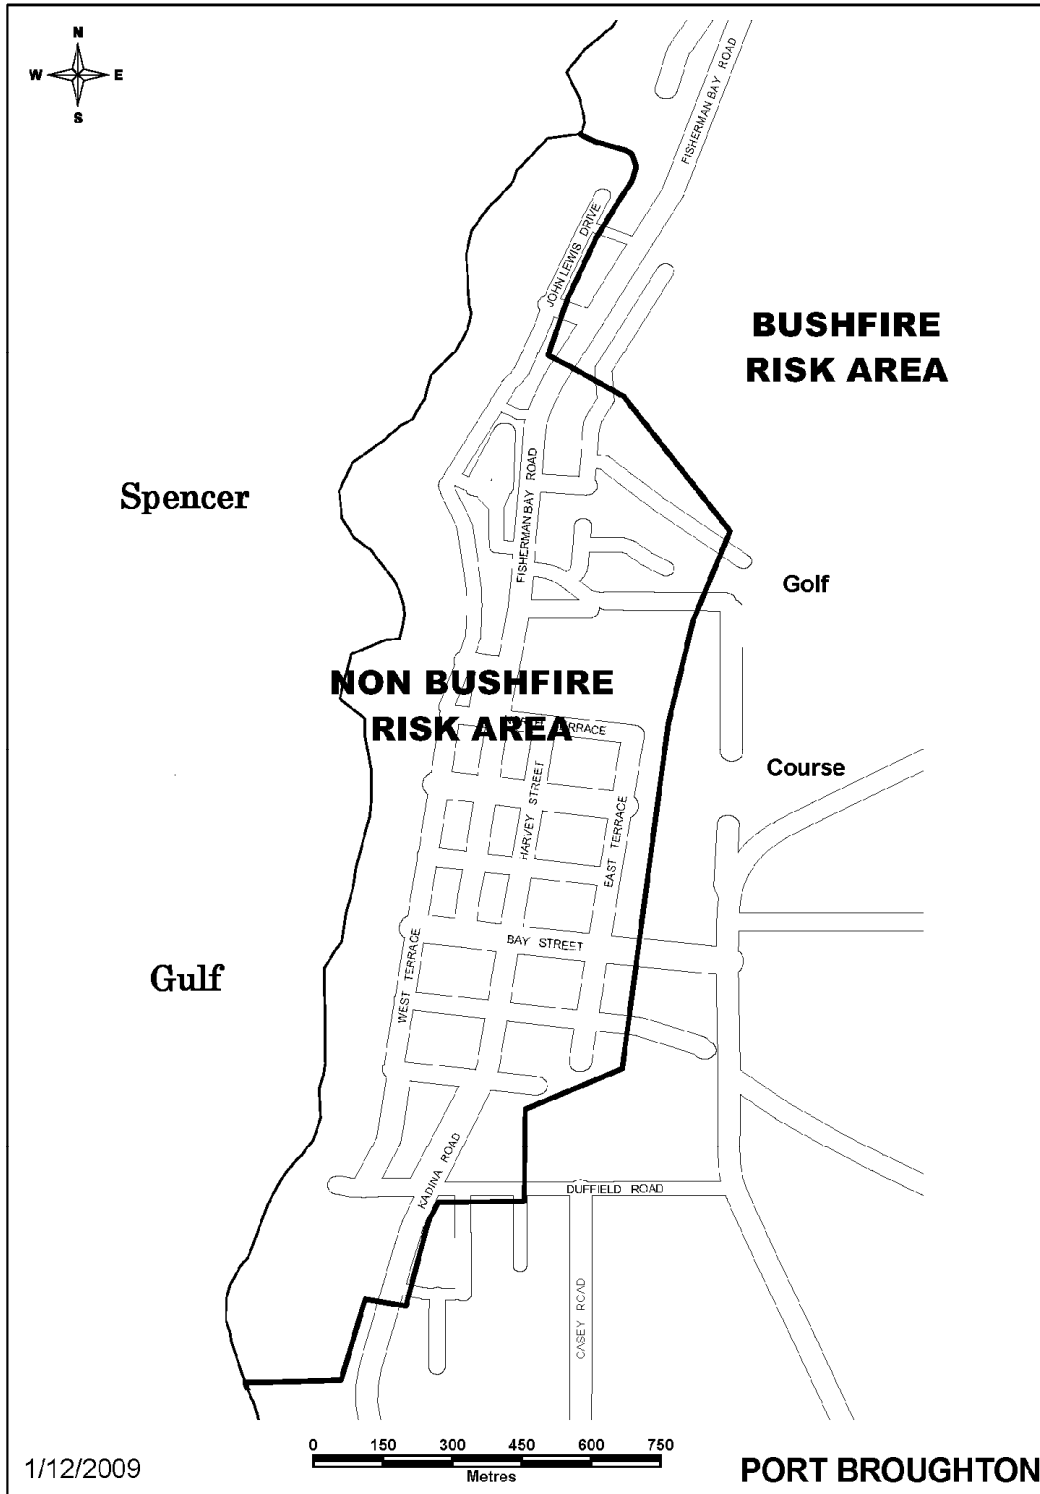 N
W E
S
FISHERMAN BAY ROAD
JOHN LEWIS DRIVE
BUSHFIRE
RISK AREA
Spencer
FISHERMAN BAY ROAD
Golf
NON BUSHFIRE
RISK AREA
NORTH TERRACE
Course
HARVEY STREET
EAST TERRACE
BAY STREET
WEST TERRACE
Gulf
KADINA ROAD
DUFFIELD ROAD
CASEY ROAD
0 150 300 450 600 750
Metres
1/12/2009
PORT BROUGHTON